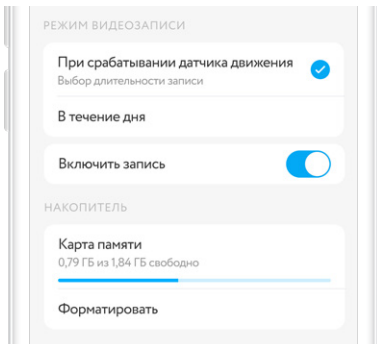 РЕЖИМ ВИДЕОЗАПИСИ
При срабатывании датчика движения
Выбор длительности записи
В течение дня
Включить запись
НАКОПИТЕЛЬ
Карта памяти
0,79 ГБ из 1,84 ГБ свободно
Форматировать